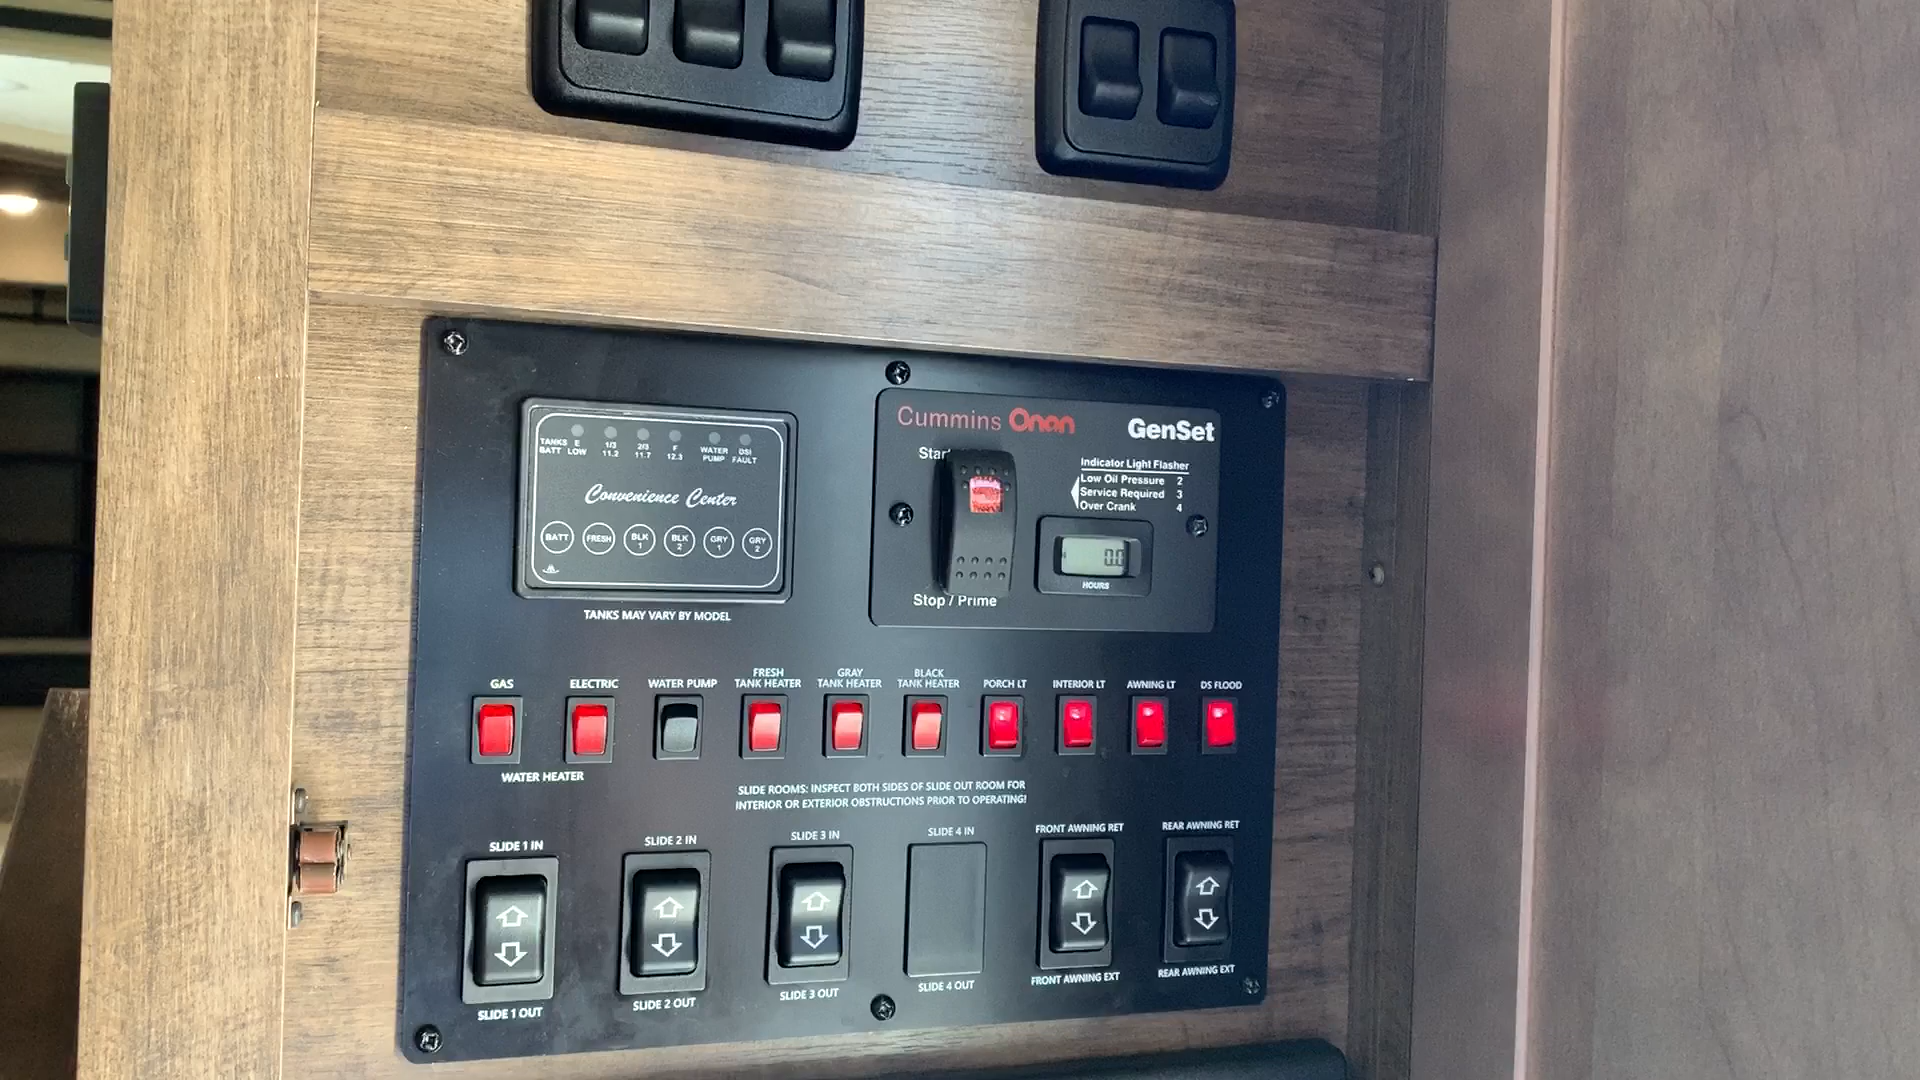 TANKS E 1/3 2/3 F WATER DSI
BATT LOW 11.2 11.7 12.3 PUMP FAULT
Convenience Center
BATT FRESH BLK 1 BLK 2 GRY 1 GRY 2
TANKS MAY VARY BY MODEL
Cummins Onan GenSet
Start
Indicator Light Flasher
Low Oil Pressure 2
Service Required 3
Over Crank 4
0.0
HOURS
Stop / Prime
GAS
ELECTRIC
WATER PUMP
FRESH
TANK HEATER
GRAY
TANK HEATER
BLACK
TANK HEATER
PORCH LT
INTERIOR LT
AWNING LT
DS FLOOD
WATER HEATER
SLIDE ROOMS: INSPECT BOTH SIDES OF SLIDE OUT ROOM FOR
INTERIOR OR EXTERIOR OBSTRUCTIONS PRIOR TO OPERATING!
SLIDE 1 IN
SLIDE 2 IN
SLIDE 3 IN
SLIDE 4 IN
FRONT AWNING RET
REAR AWNING RET
SLIDE 1 OUT
SLIDE 2 OUT
SLIDE 3 OUT
SLIDE 4 OUT
FRONT AWNING EXT
REAR AWNING EXT